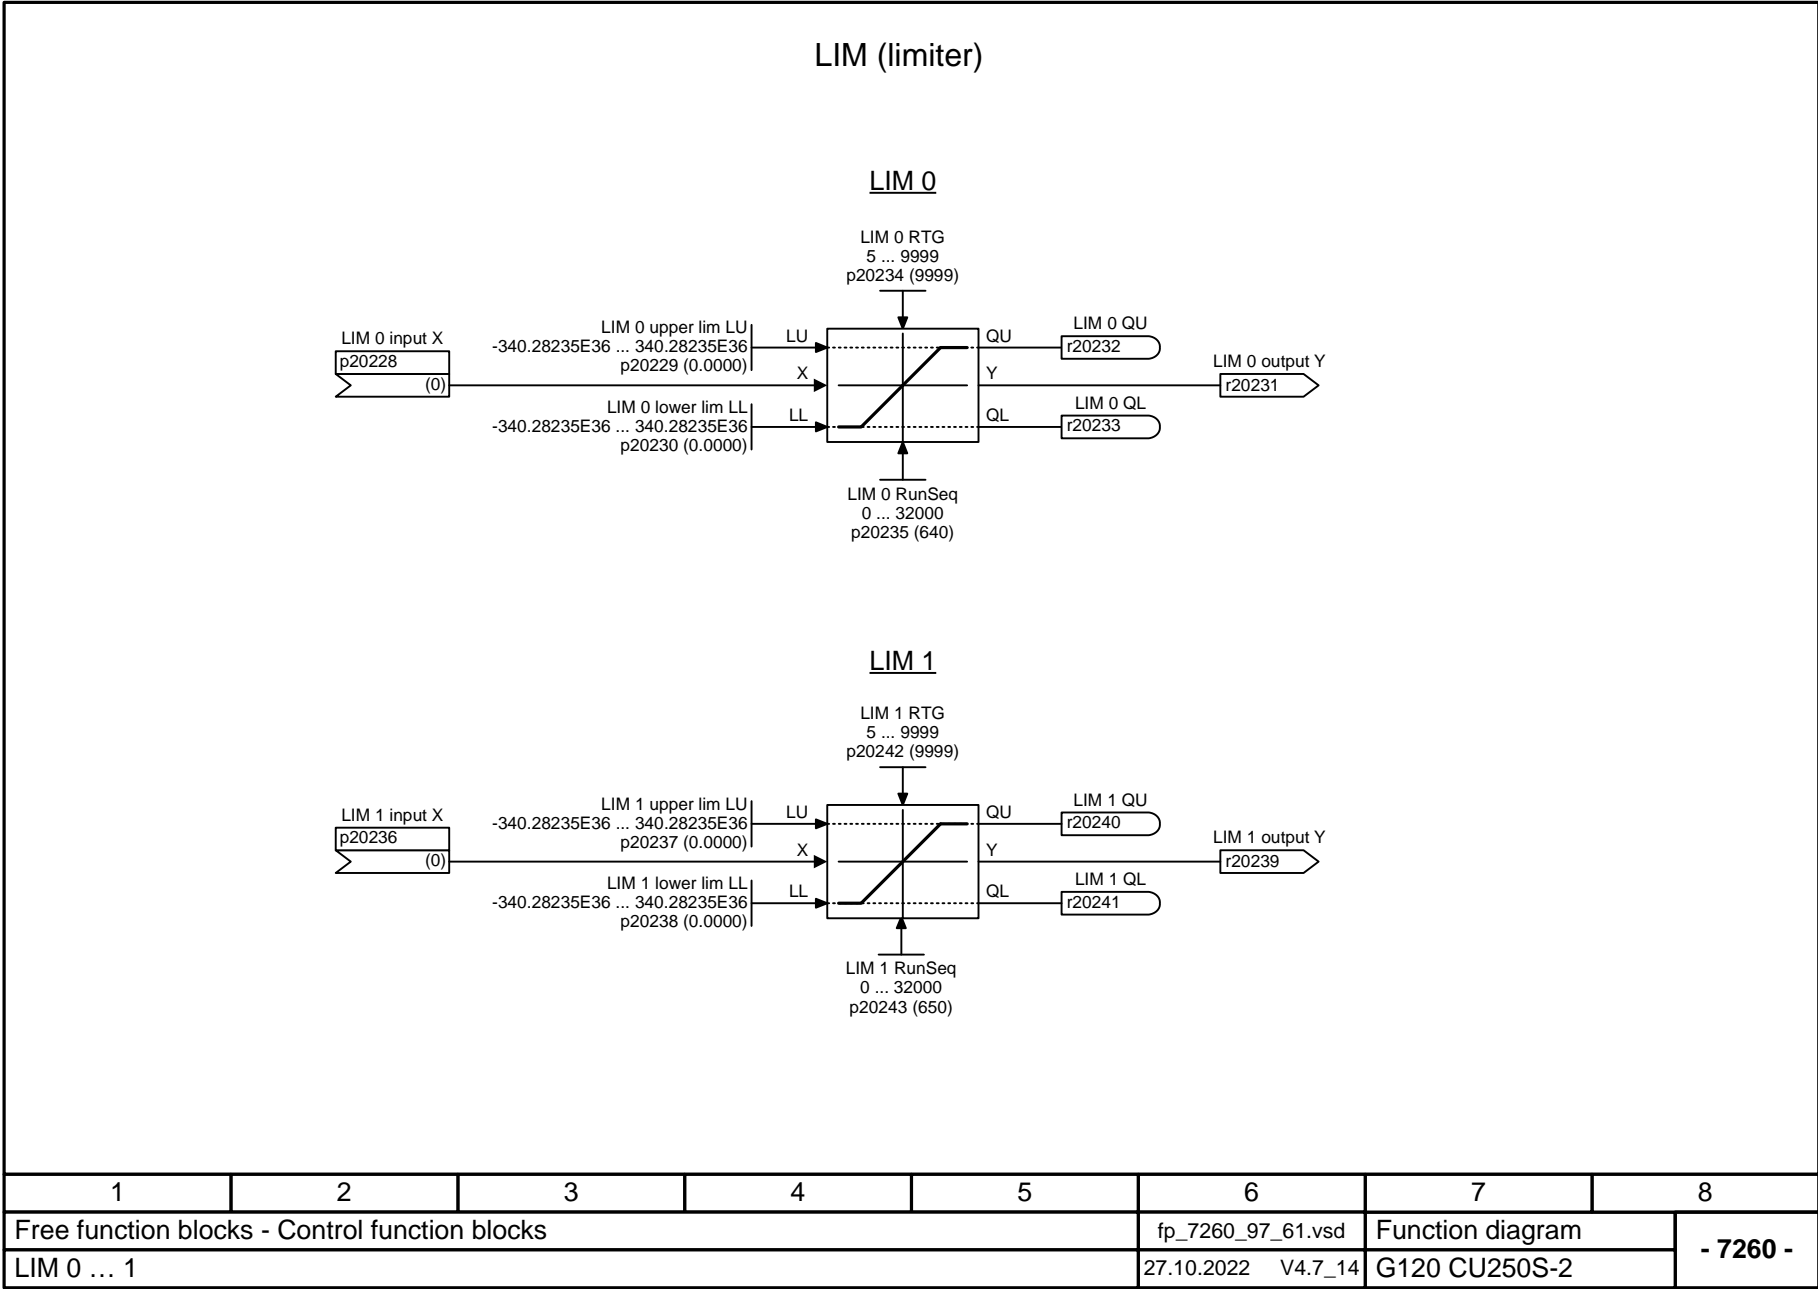 LIM (limiter)
LIM 0
LIM 0 RTG
5 ... 9999
p20234 (9999)
LIM 0 input X
p20228
(0)
LIM 0 upper lim LU
-340.28235E36 ... 340.28235E36
p20229 (0.0000)
LIM 0 lower lim LL
-340.28235E36 ... 340.28235E36
p20230 (0.0000)
LU
X
LL
QU
Y
QL
LIM 0 QU
r20232
LIM 0 output Y
r20231
LIM 0 QL
r20233
LIM 0 RunSeq
0 ... 32000
p20235 (640)
LIM 1
LIM 1 RTG
5 ... 9999
p20242 (9999)
LIM 1 input X
p20236
(0)
LIM 1 upper lim LU
-340.28235E36 ... 340.28235E36
p20237 (0.0000)
LIM 1 lower lim LL
-340.28235E36 ... 340.28235E36
p20238 (0.0000)
LU
X
LL
QU
Y
QL
LIM 1 QU
r20240
LIM 1 output Y
r20239
LIM 1 QL
r20241
LIM 1 RunSeq
0 ... 32000
p20243 (650)
1 2 3 4 5 6 7 8
Free function blocks - Control function blocks
fp_7260_97_61.vsd
Function diagram
- 7260 -
LIM 0 … 1
27.10.2022 V4.7_14
G120 CU250S-2